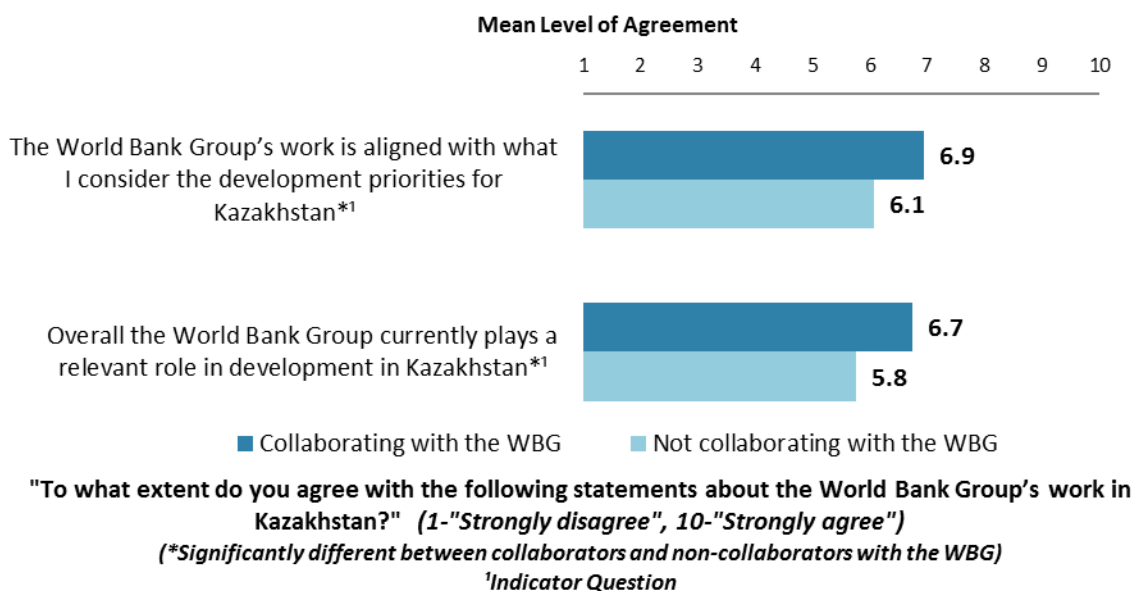 Mean Level of Agreement
1 2 3 4 5 6 7 8 9 10
The World Bank Group’s work is aligned with what
I consider the development priorities for
Kazakhstan*¹
6.9
6.1
Overall the World Bank Group currently plays a
relevant role in development in Kazakhstan*¹
6.7
5.8
Collaborating with the WBG Not collaborating with the WBG
"To what extent do you agree with the following statements about the World Bank Group’s work in
Kazakhstan?" (1-"Strongly disagree", 10-"Strongly agree")
(*Significantly different between collaborators and non-collaborators with the WBG)
¹Indicator Question